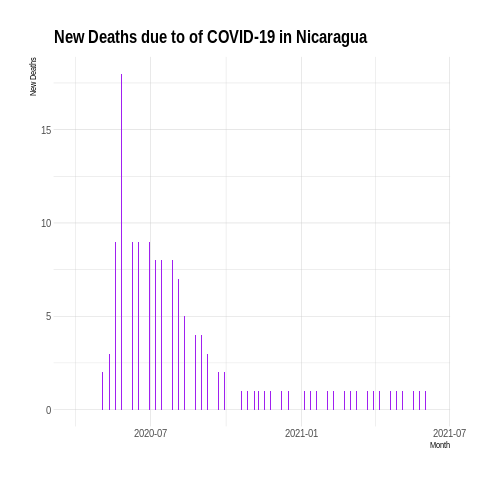 New Deaths due to of COVID-19 in Nicaragua
New Deaths
15
10
5
0
2020-07
2021-01
2021-07
Month